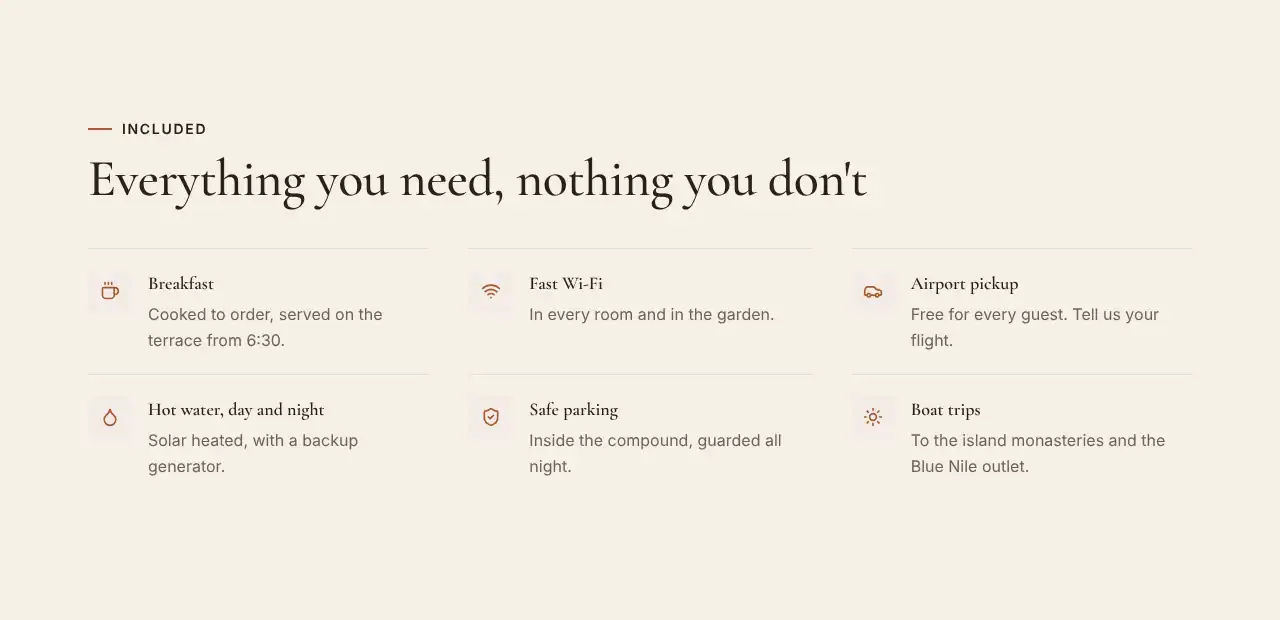 INCLUDED
Everything you need, nothing you don't
Breakfast
Cooked to order, served on the
terrace from 6:30.
Fast Wi-Fi
In every room and in the garden.
Airport pickup
Free for every guest. Tell us your
flight.
Hot water, day and night
Solar heated, with a backup
generator.
Safe parking
Inside the compound, guarded all
night.
Boat trips
To the island monasteries and the
Blue Nile outlet.